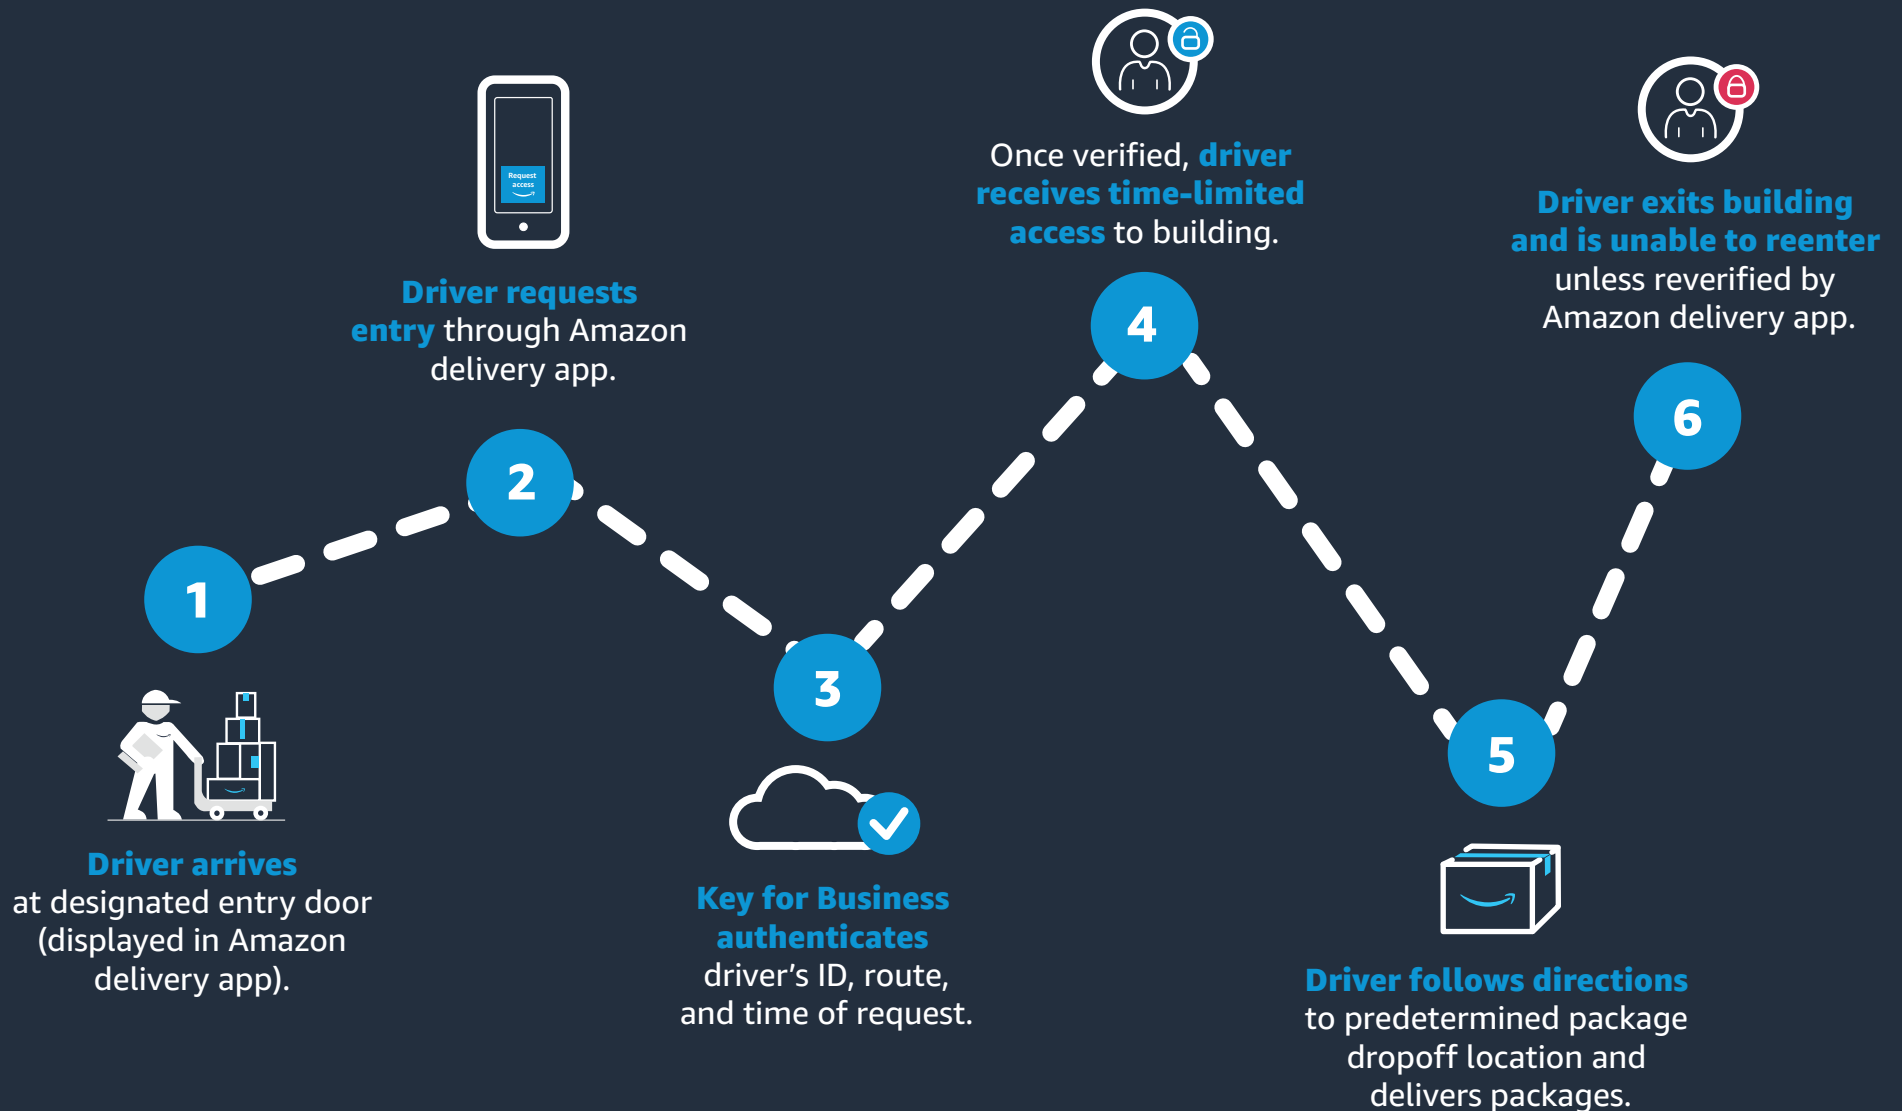 1
Driver arrives
at designated entry door
(displayed in Amazon
delivery app).
Request
access
Driver requests
entry through Amazon
delivery app.
2
3
Key for Business
authenticates
driver's ID, route,
and time of request.
Once verified, driver
receives time-limited
access to building.
4
5
Driver follows directions
to predetermined package
dropoff location and
delivers packages.
Driver exits building
and is unable to reenter
unless reverified by
Amazon delivery app.
6